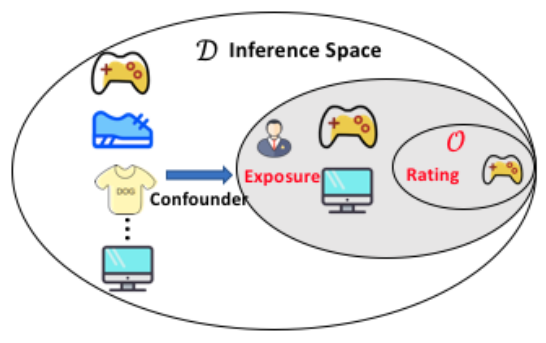 𝒟 Inference Space
𝒪
Exposure
Rating
DOG
Confounder